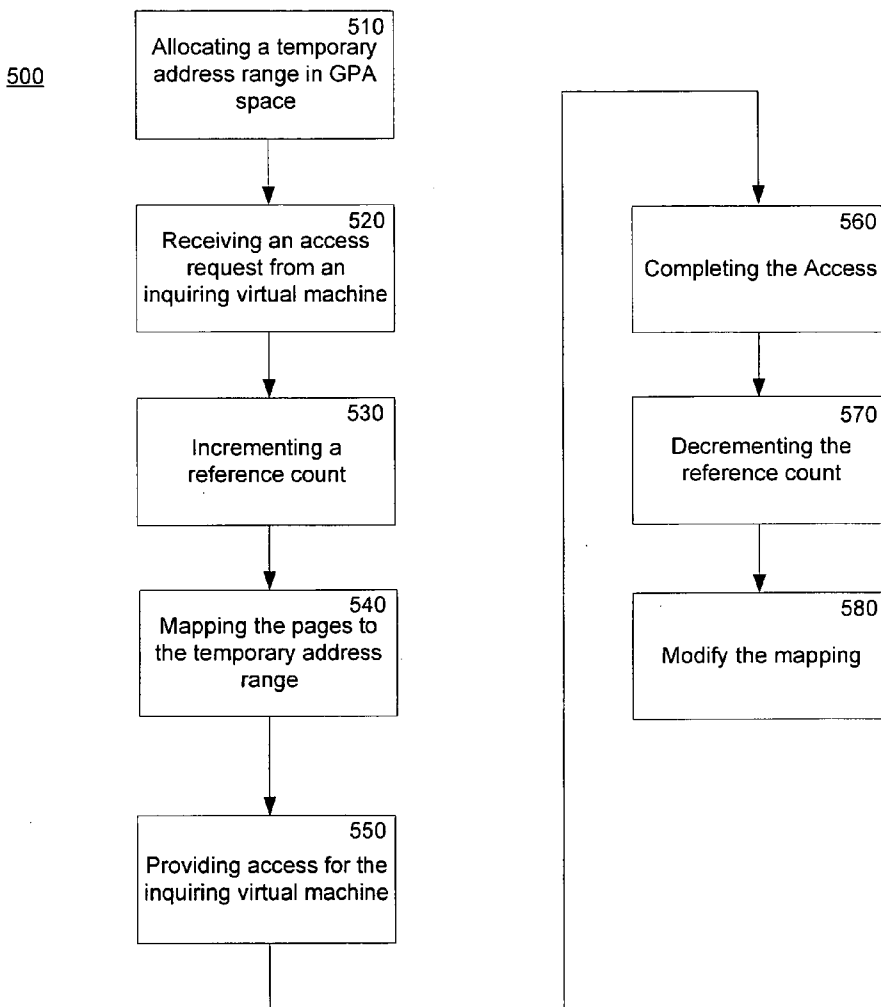 500
510
Allocating a temporary
address range in GPA
space
520
Receiving an access
request from an
inquiring virtual machine
530
Incrementing a
reference count
540
Mapping the pages to
the temporary address
range
550
Providing access for the
inquiring virtual machine
560
Completing the Access
570
Decrementing the
reference count
580
Modify the mapping